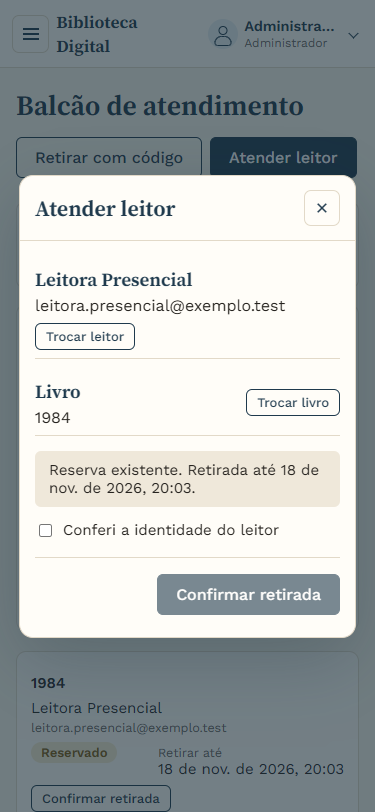 Biblioteca
Digital
Administra...
Administrador
Balcão de atendimento
Retirar com código
Atender leitor
Atender leitor
×
Leitora Presencial
leitora.presencial@exemplo.test
Trocar leitor
Livro
1984
Trocar livro
Reserva existente. Retirada até 18 de
nov. de 2026, 20:03.
Conferi a identidade do leitor
Confirmar retirada
1984
Leitora Presencial
leitora.presencial@exemplo.test
Reservado
Retirar até
18 de nov. de 2026, 20:03
Confirmar retirada